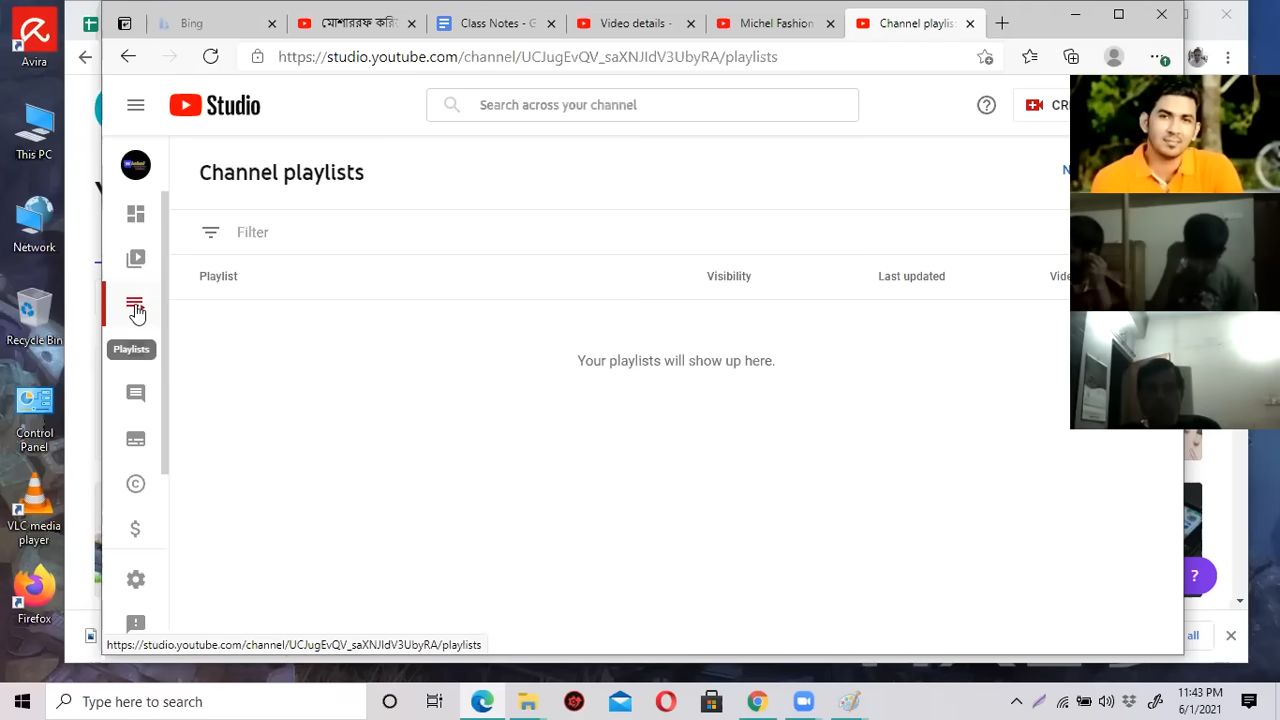 Avira
This PC
Network
Recycle Bin
Control
Panel
VLC media
player
Firefox
Bing
মোশাররফ করি
Class Notes - G
Video details -
Michel Fashion
Channel playlis
https://studio.youtube.com/channel/UCJugEvQV_saXNJIdV3UbyRA/playlists
Studio
Search across your channel
CR
Channel playlists
N
Filter
Playlist
Visibility
Last updated
Vide
Playlists
Your playlists will show up here.
https://studio.youtube.com/channel/UCJugEvQV_saXNJIdV3UbyRA/playlists
?
all
Type here to search
11:43 PM
6/1/2021